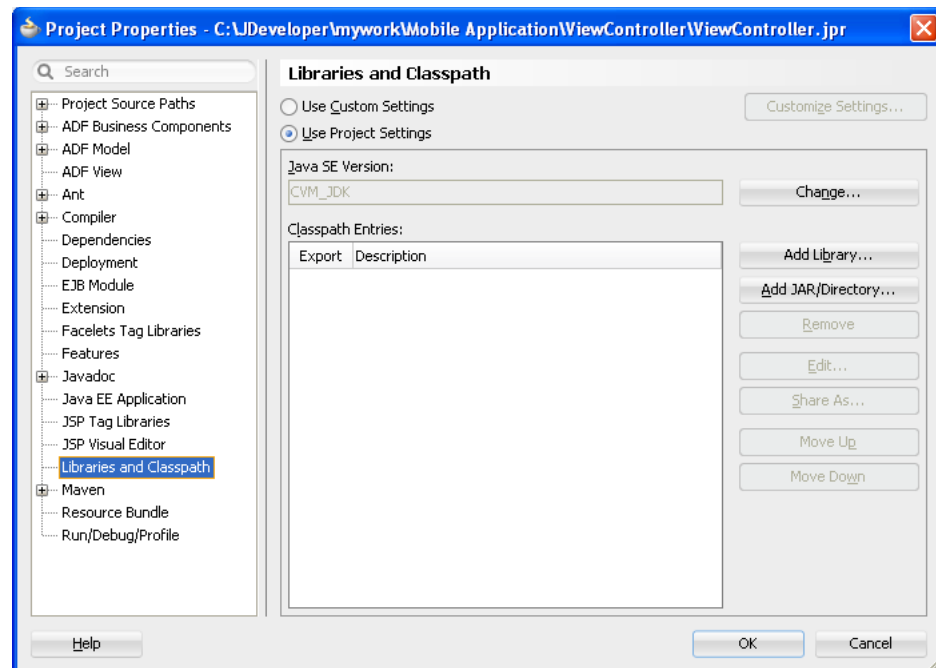 Project Properties - C:\JDeveloper\mywork\Mobile Application\ViewController\ViewController.jpr
Search
Project Source Paths
ADF Business Components
ADF Model
ADF View
Ant
Compiler
Dependencies
Deployment
EJB Module
Extension
Facelets Tag Libraries
Features
Javadoc
Java EE Application
JSP Tag Libraries
JSP Visual Editor
Libraries and Classpath
Maven
Resource Bundle
Run/Debug/Profile
Libraries and Classpath
Use Custom Settings
Customize Settings...
Use Project Settings
Java SE Version:
CVM_JDK
Change...
Classpath Entries:
Export Description
Add Library...
Add JAR/Directory...
Remove
Edit...
Share As...
Move Up
Move Down
Help
OK
Cancel